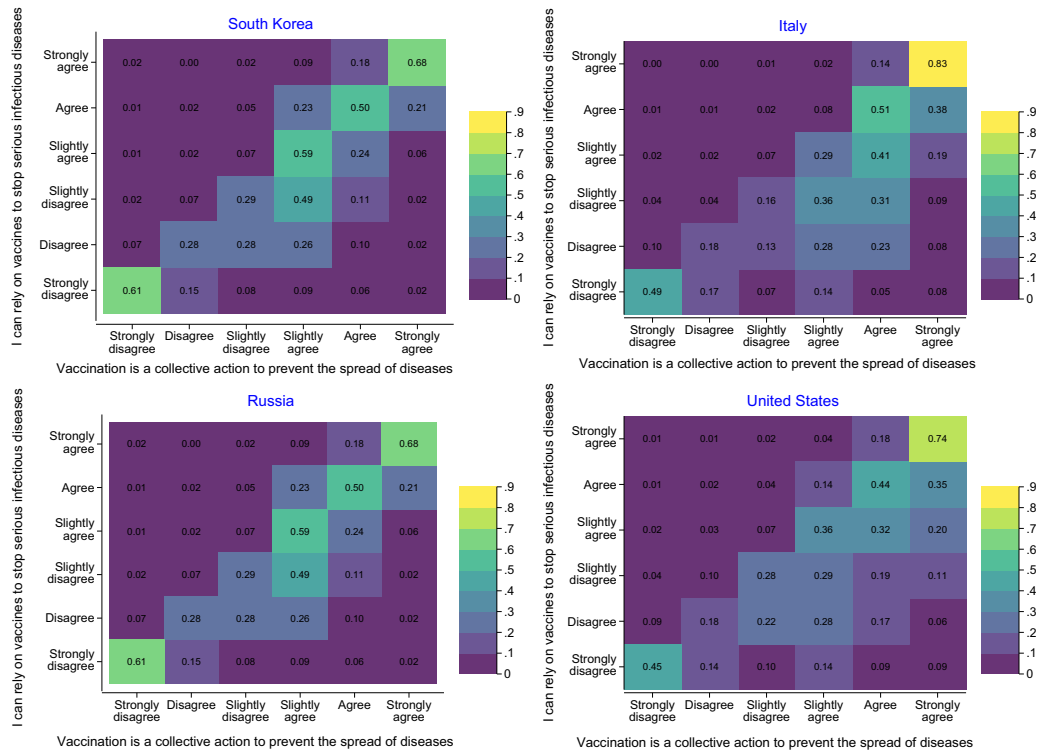 South Korea
I can rely on vaccines to stop serious infectious diseases
Strongly
agree
0.02 0.00 0.02 0.09 0.18 0.68
Agree
0.01 0.02 0.05 0.23 0.50 0.21
Slightly
agree
0.01 0.02 0.07 0.59 0.24 0.06
Slightly
disagree
0.02 0.07 0.29 0.49 0.11 0.02
Disagree
0.07 0.28 0.28 0.26 0.10 0.02
Strongly
disagree
0.61 0.15 0.08 0.09 0.06 0.02
Strongly Disagree Slightly Slightly Agree Strongly
disagree disagree agree agree
Vaccination is a collective action to prevent the spread of diseases
.9
.8
.7
.6
.5
.4
.3
.2
.1
0
Italy
I can rely on vaccines to stop serious infectious diseases
Strongly
agree
0.00 0.00 0.01 0.02 0.14 0.83
Agree
0.01 0.01 0.02 0.08 0.51 0.38
Slightly
agree
0.02 0.02 0.07 0.29 0.41 0.19
Slightly
disagree
0.04 0.04 0.16 0.36 0.31 0.09
Disagree
0.10 0.18 0.13 0.28 0.23 0.08
Strongly
disagree
0.49 0.17 0.07 0.14 0.05 0.08
Strongly Disagree Slightly Slightly Agree Strongly
disagree disagree agree agree
Vaccination is a collective action to prevent the spread of diseases
.9
.8
.7
.6
.5
.4
.3
.2
.1
0
Russia
I can rely on vaccines to stop serious infectious diseases
Strongly
agree
0.02 0.00 0.02 0.09 0.18 0.68
Agree
0.01 0.02 0.05 0.23 0.50 0.21
Slightly
agree
0.01 0.02 0.07 0.59 0.24 0.06
Slightly
disagree
0.02 0.07 0.29 0.49 0.11 0.02
Disagree
0.07 0.28 0.28 0.26 0.10 0.02
Strongly
disagree
0.61 0.15 0.08 0.09 0.06 0.02
Strongly Disagree Slightly Slightly Agree Strongly
disagree disagree agree agree
Vaccination is a collective action to prevent the spread of diseases
.9
.8
.7
.6
.5
.4
.3
.2
.1
0
United States
I can rely on vaccines to stop serious infectious diseases
Strongly
agree
0.01 0.01 0.02 0.04 0.18 0.74
Agree
0.01 0.02 0.04 0.14 0.44 0.35
Slightly
agree
0.02 0.03 0.07 0.36 0.32 0.20
Slightly
disagree
0.04 0.10 0.28 0.29 0.19 0.11
Disagree
0.09 0.18 0.22 0.28 0.17 0.06
Strongly
disagree
0.45 0.14 0.10 0.14 0.09 0.09
Strongly Disagree Slightly Slightly Agree Strongly
disagree disagree agree agree
Vaccination is a collective action to prevent the spread of diseases
.9
.8
.7
.6
.5
.4
.3
.2
.1
0